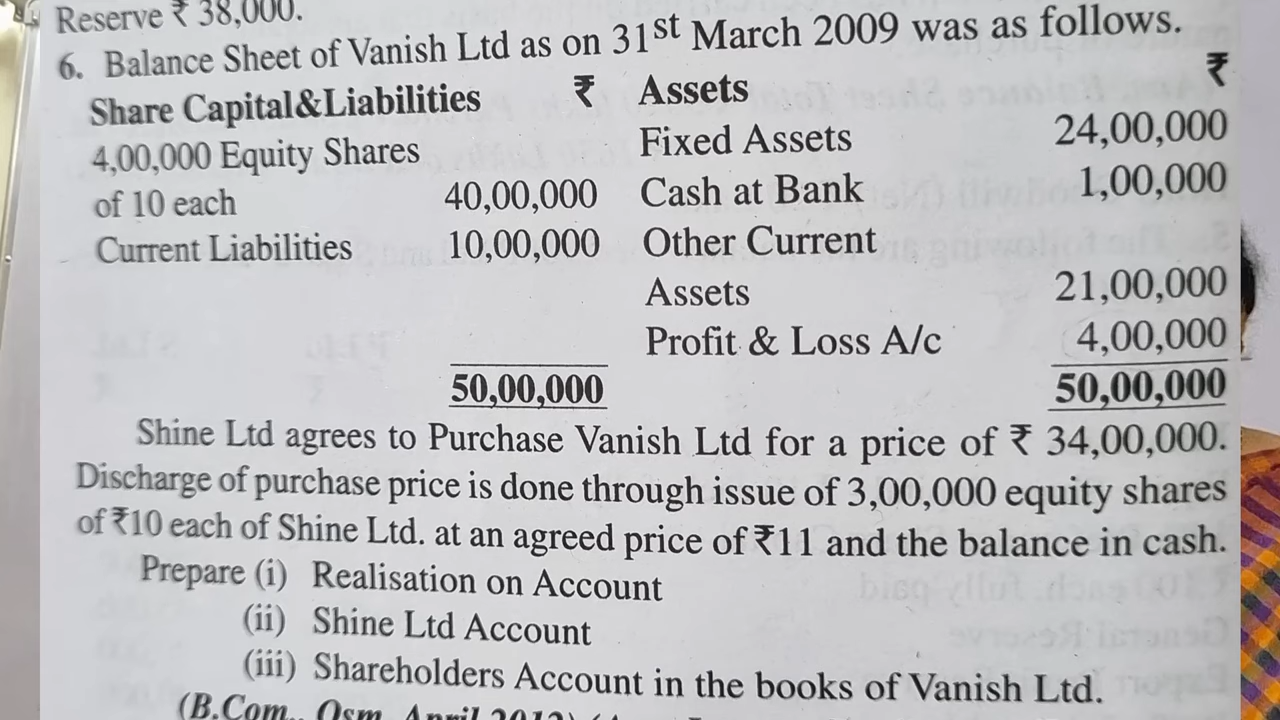 Reserve ₹ 38,000.
6. Balance Sheet of Vanish Ltd as on 31st March 2009 was as follows.
Share Capital&Liabilities ₹ Assets ₹
4,00,000 Equity Shares Fixed Assets 24,00,000
of 10 each 40,00,000 Cash at Bank 1,00,000
Current Liabilities 10,00,000 Other Current
Assets 21,00,000
Profit & Loss A/c 4,00,000
50,00,000 50,00,000
Shine Ltd agrees to Purchase Vanish Ltd for a price of ₹ 34,00,000.
Discharge of purchase price is done through issue of 3,00,000 equity shares
of ₹10 each of Shine Ltd. at an agreed price of ₹11 and the balance in cash.
Prepare (i) Realisation on Account
(ii) Shine Ltd Account
(iii) Shareholders Account in the books of Vanish Ltd.
(B.Com., Osm, April 2012)